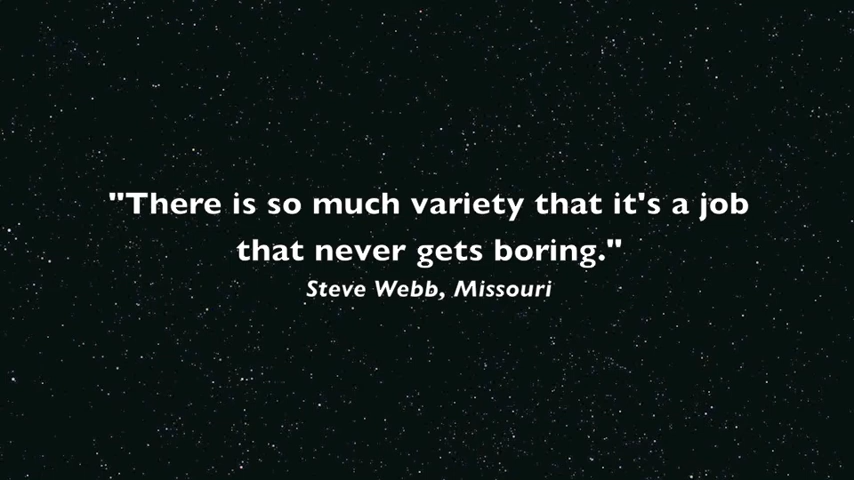 "There is so much variety that it's a job
that never gets boring."
Steve Webb, Missouri